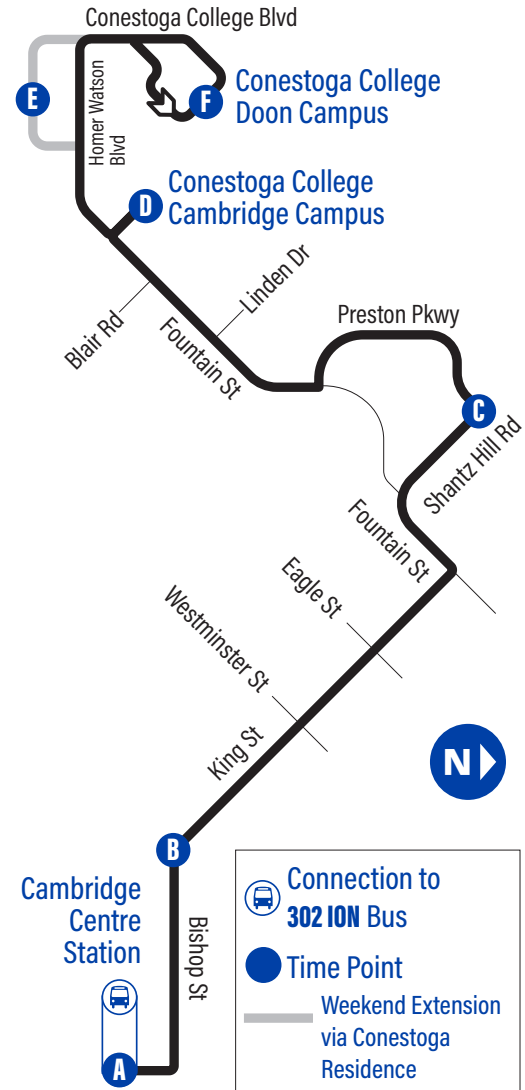 Conestoga College Blvd
E
F
Conestoga College
Doon Campus
Homer Watson
Blvd
D
Conestoga College
Cambridge Campus
Linden Dr
Blair Rd
Fountain St
Preston Pkwy
C
Shantz Hill Rd
Fountain St
Eagle St
Westminster St
King St
N
B
Cambridge
Centre
Station
Bishop St
A
Connection to
302 ION Bus
Time Point
Weekend Extension
via Conestoga
Residence